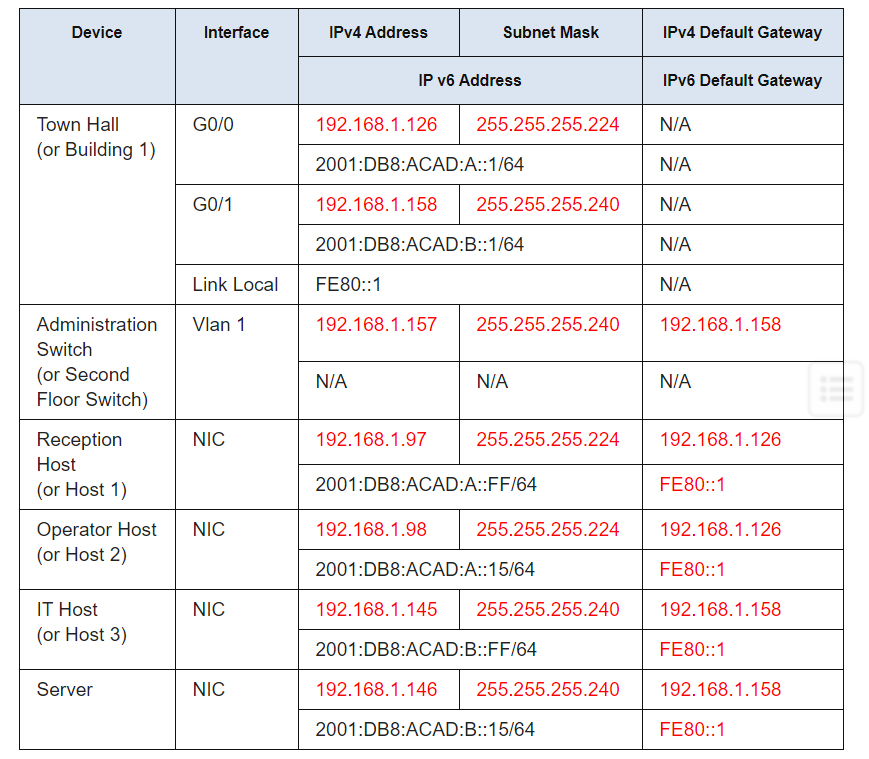 Device Interface IPv4 Address Subnet Mask IPv4 Default Gateway
IP v6 Address IPv6 Default Gateway
Town Hall G0/0 192.168.1.126 255.255.255.224 N/A
(or Building 1)
2001:DB8:ACAD:A::1/64 N/A
G0/1 192.168.1.158 255.255.255.240 N/A
2001:DB8:ACAD:B::1/64 N/A
Link Local FE80::1 N/A
Administration Vlan 1 192.168.1.157 255.255.255.240 192.168.1.158
Switch
(or Second N/A N/A N/A
Floor Switch)
Reception NIC 192.168.1.97 255.255.255.224 192.168.1.126
Host
(or Host 1) 2001:DB8:ACAD:A::FF/64 FE80::1
Operator Host NIC 192.168.1.98 255.255.255.224 192.168.1.126
(or Host 2)
2001:DB8:ACAD:A::15/64 FE80::1
IT Host NIC 192.168.1.145 255.255.255.240 192.168.1.158
(or Host 3)
2001:DB8:ACAD:B::FF/64 FE80::1
Server NIC 192.168.1.146 255.255.255.240 192.168.1.158
2001:DB8:ACAD:B::15/64 FE80::1